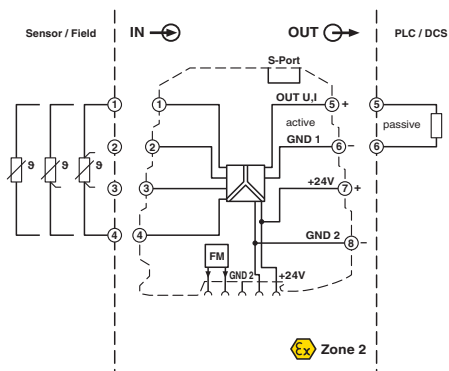 Sensor / Field
IN
OUT
PLC / DCS
S-Port
1
1
OUT U,I
5
+
5
active
passive
2
2
GND 1
6
–
6
ϑ
ϑ
ϑ
3
3
+24V
7
+
4
4
GND 2
8
–
FM
GND 2
+24V
Ex
Zone 2